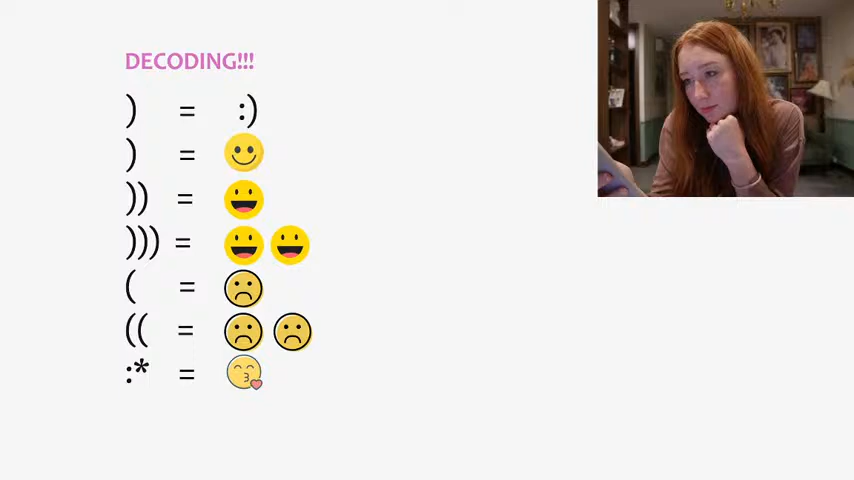 DECODING!!!
) = :)
) = 🙂
)) = 😃
))) = 😃 😃
( = ☹
(( = ☹ ☹
:* = 😘